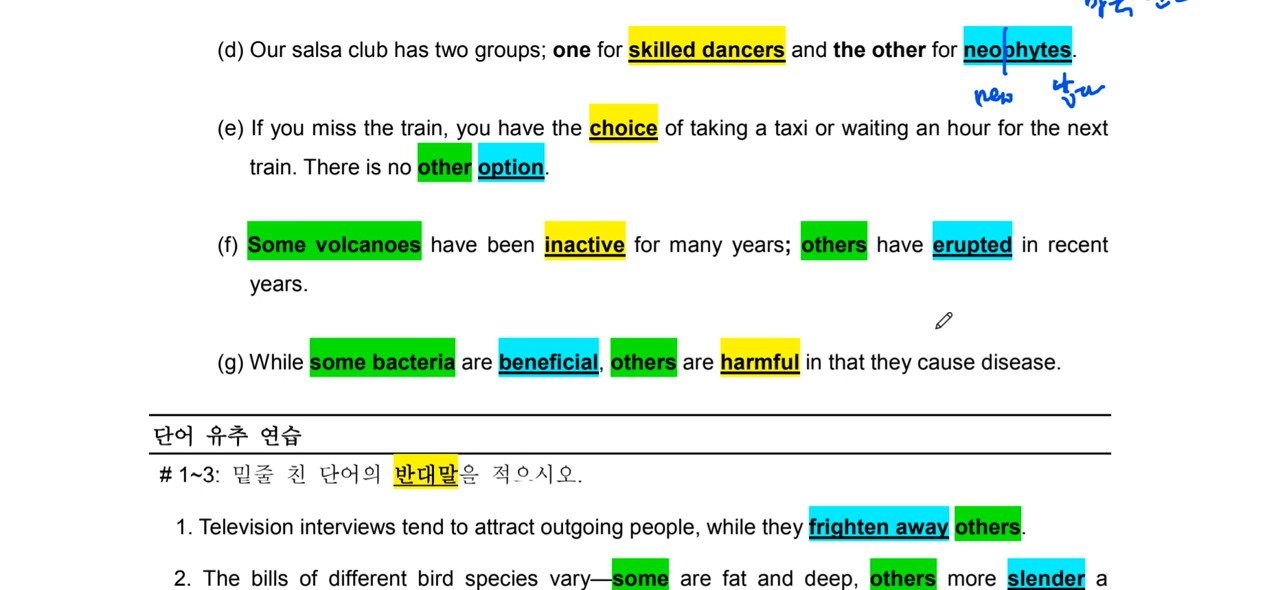 (d) Our salsa club has two groups; one for skilled dancers and the other for neophytes.
new
(e) If you miss the train, you have the choice of taking a taxi or waiting an hour for the next
train. There is no other option.
(f) Some volcanoes have been inactive for many years; others have erupted in recent
years.
(g) While some bacteria are beneficial, others are harmful in that they cause disease.
단어 유추 연습
# 1~3: 밑줄 친 단어의 반대말을 적으시오.
1. Television interviews tend to attract outgoing people, while they frighten away others.
2. The bills of different bird species vary—some are fat and deep, others more slender a